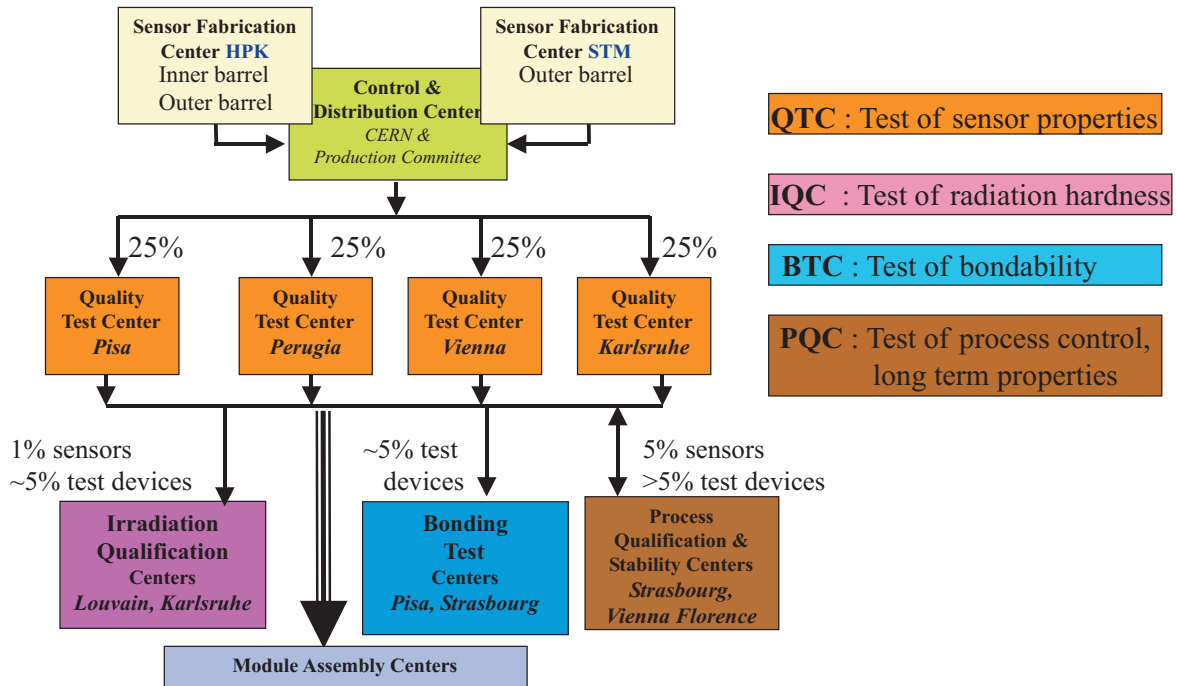 Sensor Fabrication
Center HPK
Inner barrel
Outer barrel
Sensor Fabrication
Center STM
Outer barrel
Control &
Distribution Center
CERN &
Production Committee
QTC : Test of sensor properties
IQC : Test of radiation hardness
BTC : Test of bondability
PQC : Test of process control,
long term properties
25%
25%
25%
25%
Quality
Test Center
Pisa
Quality
Test Center
Perugia
Quality
Test Center
Vienna
Quality
Test Center
Karlsruhe
1% sensors
~5% test devices
~5% test
devices
5% sensors
>5% test devices
Irradiation
Qualification
Centers
Louvain, Karlsruhe
Bonding
Test
Centers
Pisa, Strasbourg
Process
Qualification &
Stability Centers
Strasbourg,
Vienna Florence
Module Assembly Centers